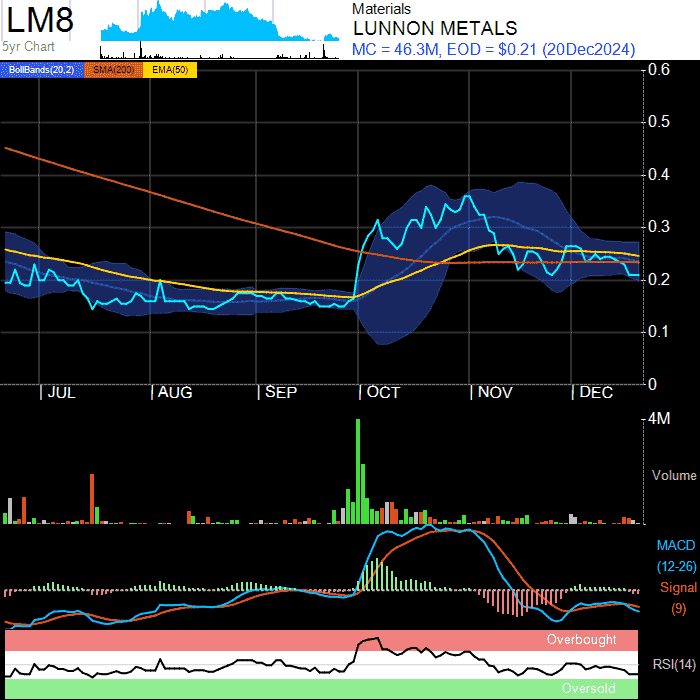 LM8
5yr Chart
Materials
LUNNON METALS
MC = 46.3M, EOD = $0.21 (20Dec2024)
BollBands(20,2) SMA(200) EMA(50)
0.6
0.5
0.4
0.3
0.2
0.1
0
JUL AUG SEP OCT NOV DEC
4M
Volume
MACD
(12-26)
Signal
(9)
Overbought
RSI(14)
Oversold